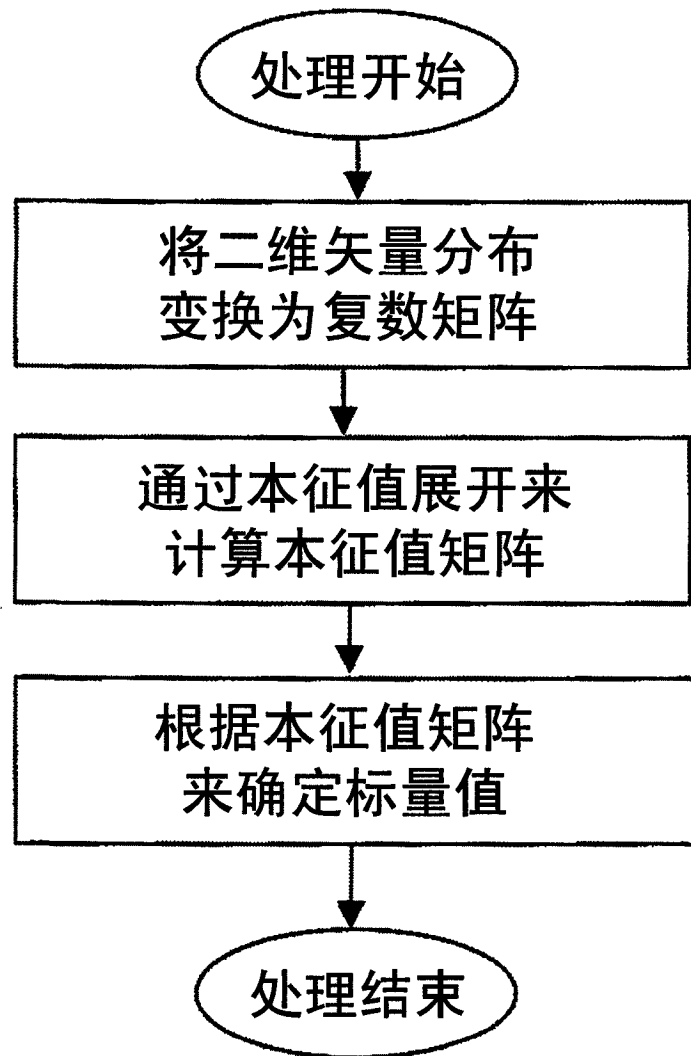 处理开始
将二维矢量分布
变换为复数矩阵
通过本征值展开来
计算本征值矩阵
根据本征值矩阵
来确定标量值
处理结束